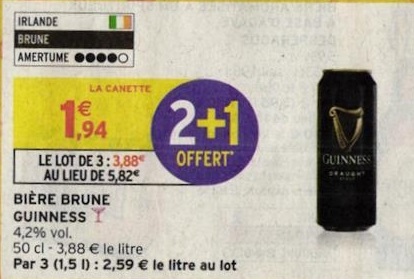 IRLANDE
BRUNE
AMERTUME
LA CANETTE
1,94 €
2+1
OFFERT*
LE LOT DE 3 : 3,88€
AU LIEU DE 5,82€
GUINNESS
DRAUGHT
BIÈRE BRUNE
GUINNESS
4,2% vol.
50 cl - 3,88 € le litre
Par 3 (1,5 l) : 2,59 € le litre au lot